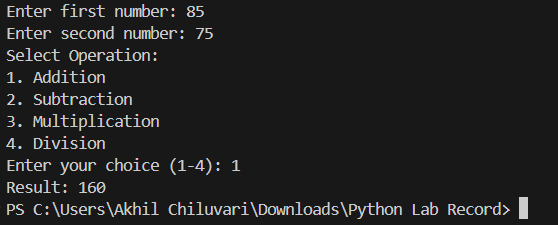 Enter first number: 85
Enter second number: 75
Select Operation:
1. Addition
2. Subtraction
3. Multiplication
4. Division
Enter your choice (1-4): 1
Result: 160
PS C:\Users\Akhil Chiluvari\Downloads\Python Lab Record>